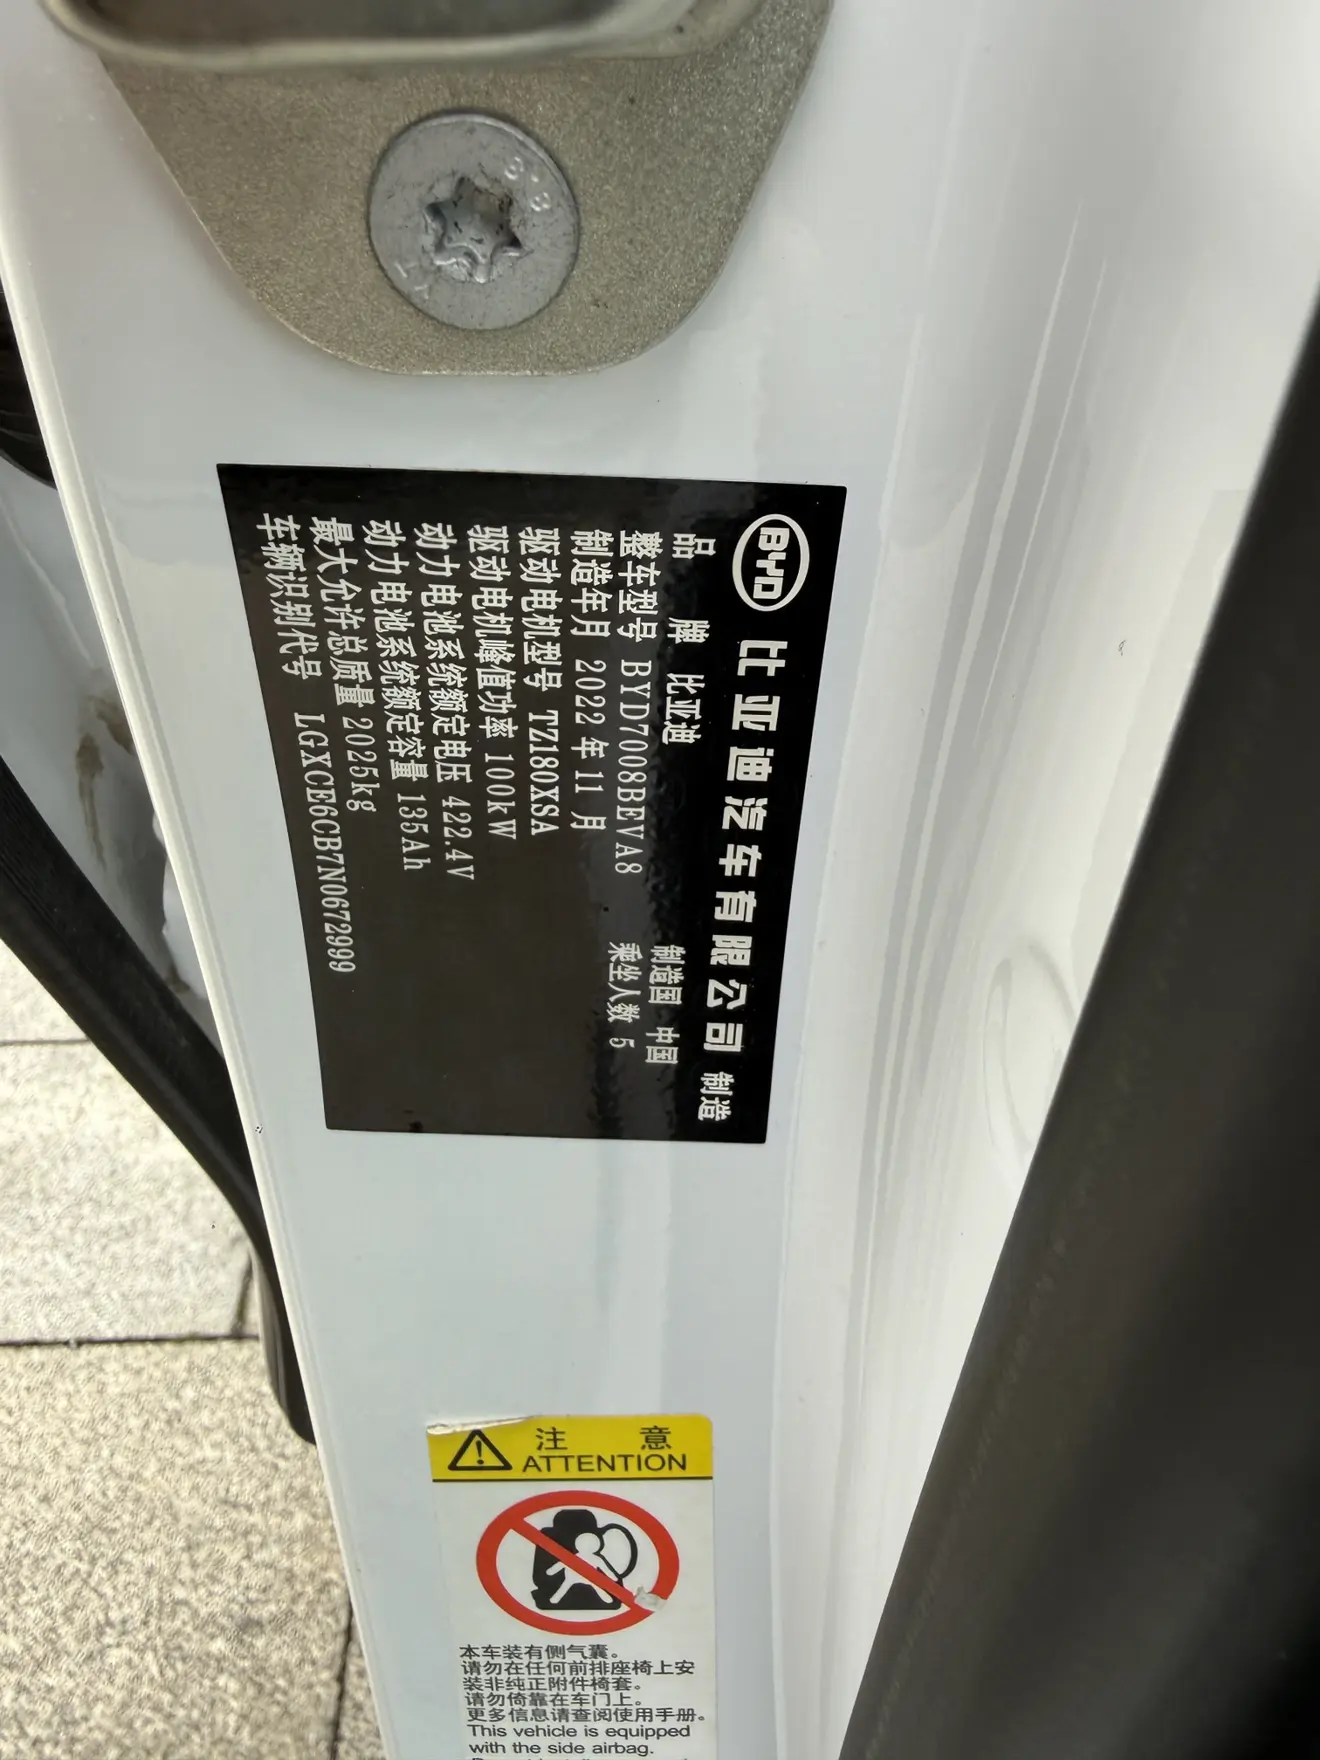 8.8
BYD 比亚迪汽车有限公司 制造
品 牌 比亚迪 制造国 中国
整车型号 BYD7008BEVA8 乘坐人数 5
制造年月 2022 年 11 月
驱动电机型号 TZ180XSA
驱动电机峰值功率 100kW
动力电池系统额定电压 422.4V
动力电池系统额定容量 135Ah
最大允许总质量 2025kg
车辆识别代号 LGXCE6CB7N0672999
注 意
ATTENTION
本车装有侧气囊。
请勿在任何前排座椅上安
装非纯正附件椅套。
请勿倚靠在车门上。
更多信息请查阅使用手册。
This vehicle is equipped
with the side airbag.